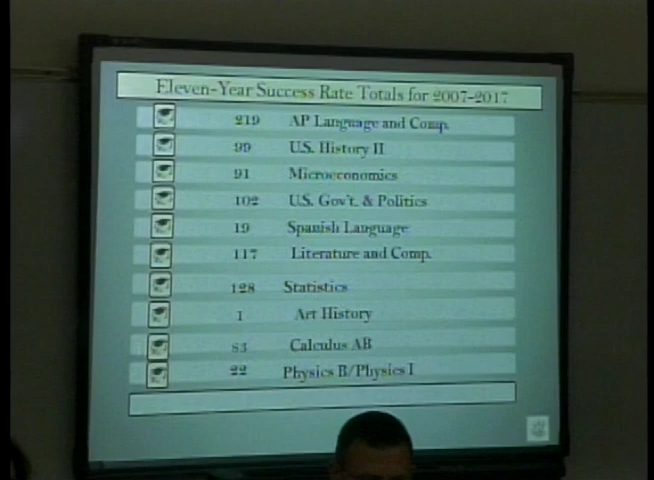 Eleven-Year Success Rate Totals for 2007-2017
219 AP Language and Comp.
99 U.S. History II
91 Microeconomics
102 U.S. Gov't. & Politics
19 Spanish Language
117 Literature and Comp.
128 Statistics
1 Art History
83 Calculus AB
22 Physics B/Physics I